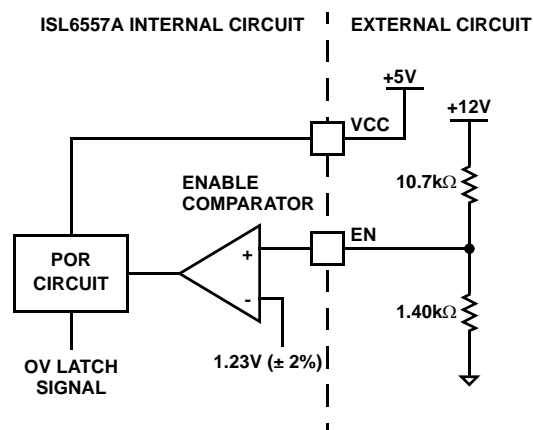 ISL6557A INTERNAL CIRCUIT
EXTERNAL CIRCUIT
+5V
+12V
VCC
10.7kΩ
ENABLE
COMPARATOR
+
EN
POR
CIRCUIT
-
1.40kΩ
1.23V (± 2%)
OV LATCH
SIGNAL